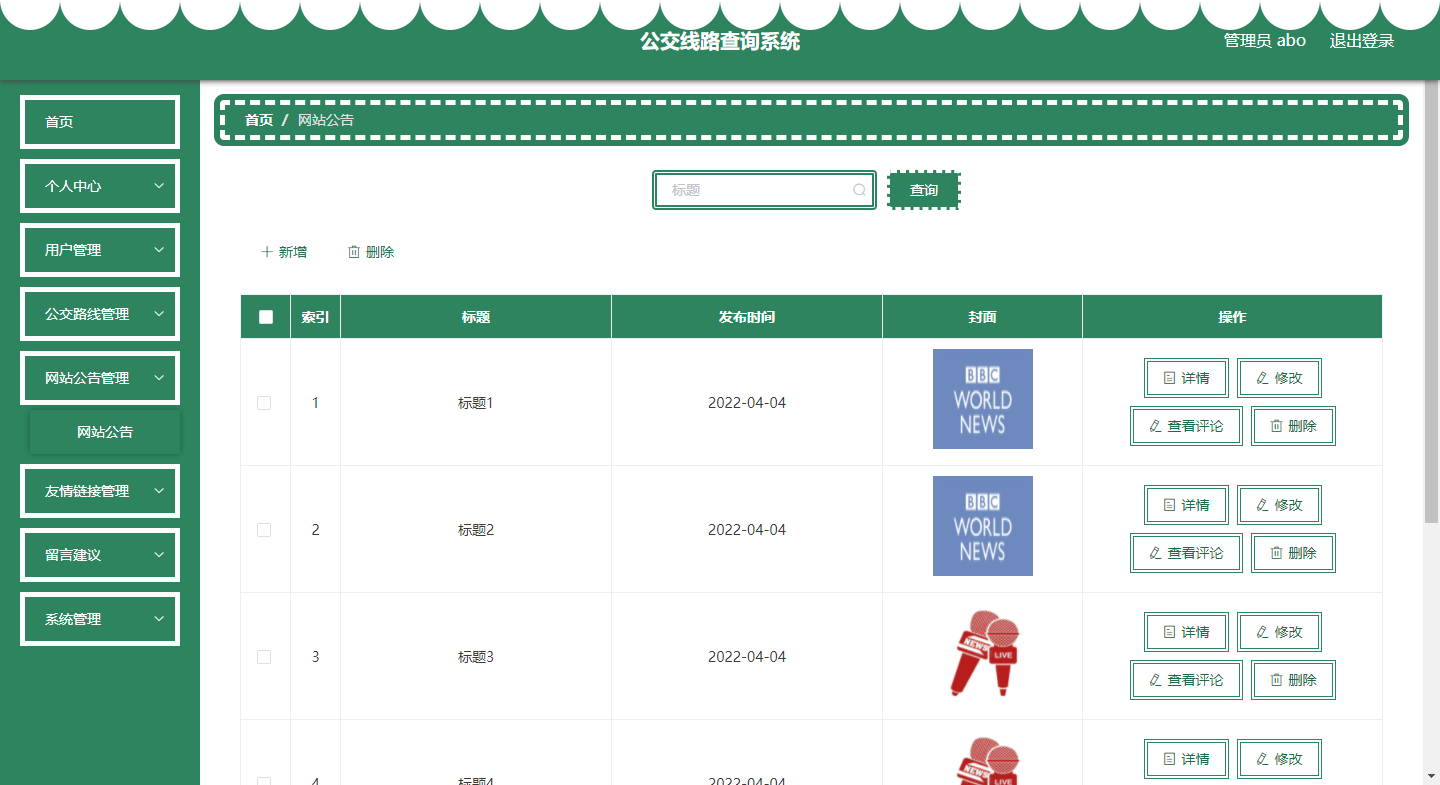 公交线路查询系统
管理员 abo 退出登录
首页
个人中心
用户管理
公交路线管理
网站公告管理
网站公告
友情链接管理
留言建议
系统管理
首页 / 网站公告
标题 查询
新增 删除
索引 标题 发布时间 封面 操作
1 标题1 2022-04-04
BBC
WORLD
NEWS
详情 修改
查看评论 删除
2 标题2 2022-04-04
BBC
WORLD
NEWS
详情 修改
查看评论 删除
3 标题3 2022-04-04
NEWS
LIVE
详情 修改
查看评论 删除
4 标题4 2022-04-04
NEWS
LIVE
详情 修改